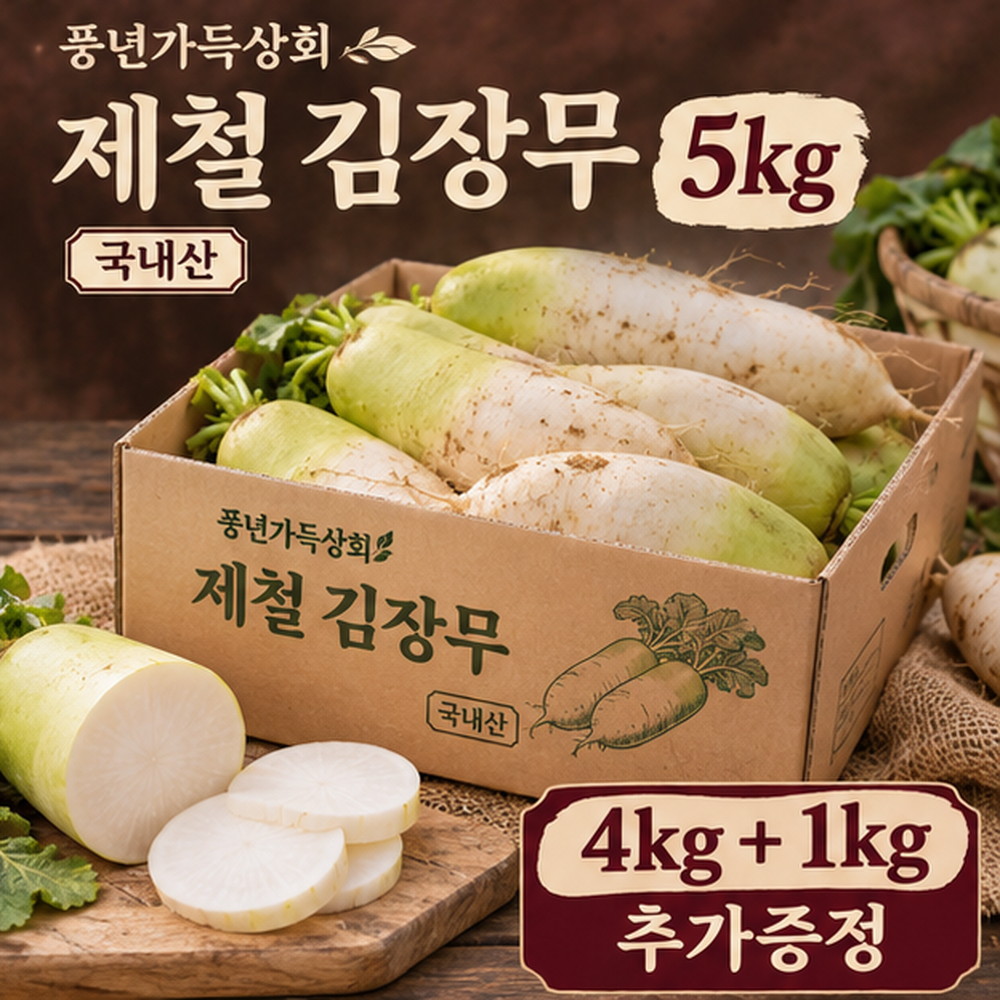 풍년가득상회
제철 김장무 5kg
국내산
풍년가득상회
제철 김장무
국내산
4kg + 1kg
추가증정